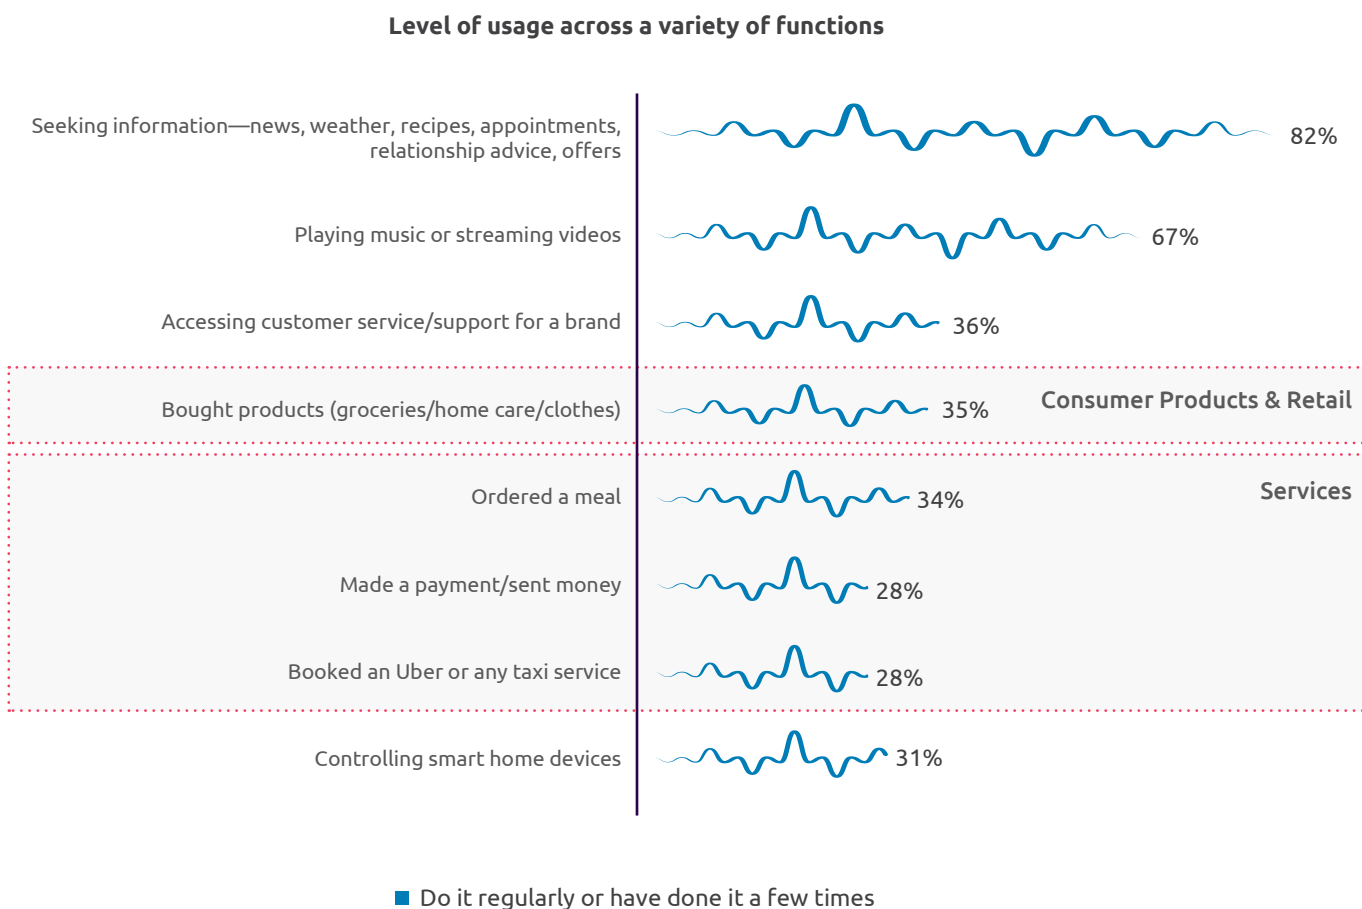 Level of usage across a variety of functions
Seeking information—news, weather, recipes, appointments,
relationship advice, offers
82%
Playing music or streaming videos
67%
Accessing customer service/support for a brand
36%
Bought products (groceries/home care/clothes)
35%
Consumer Products & Retail
Ordered a meal
34%
Services
Made a payment/sent money
28%
Booked an Uber or any taxi service
28%
Controlling smart home devices
31%
Do it regularly or have done it a few times